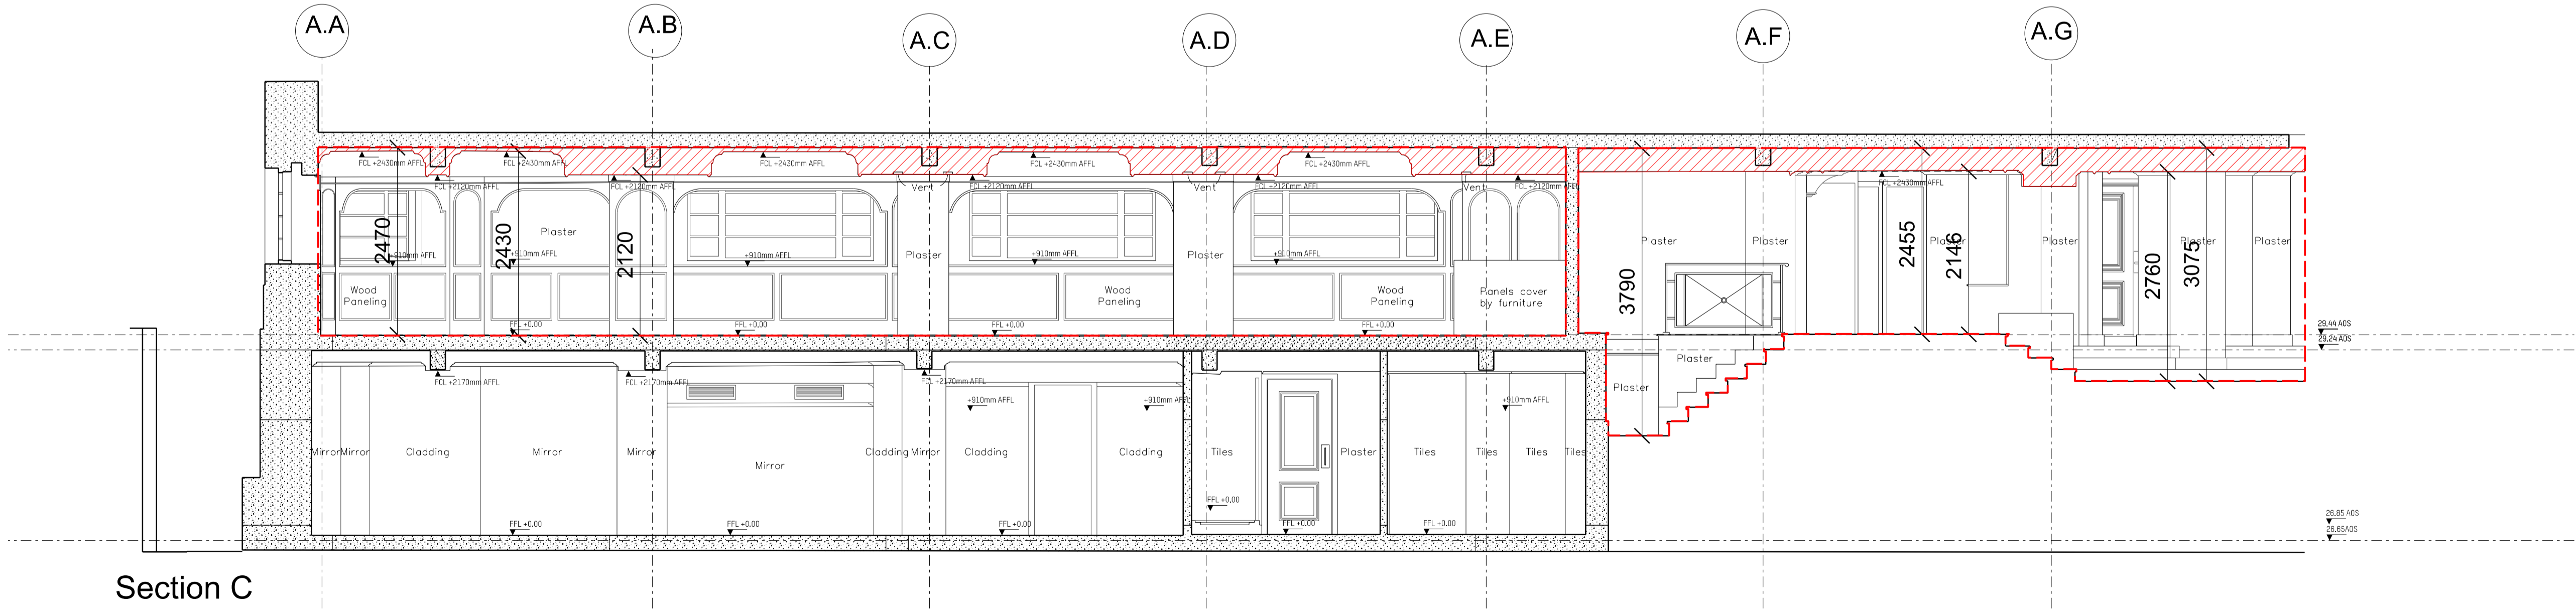 A.A
A.B
A.C
A.D
A.E
A.F
A.G
FCL +2430mm AFFL
FCL +2430mm AFFL
FCL +2430mm AFFL
FCL +2430mm AFFL
FCL +2430mm AFFL
FCL +2120mm AFFL
FCL +2120mm AFFL
Vent
FCL +2120mm AFFL
Vent
FCL +2120mm AFFL
Vent
FCL +2120mm AFFL
FCL +2430mm AFFL
2470
2430
2120
Plaster
Plaster
Plaster
Plaster
Plaster
Plaster
Plaster
Plaster
Plaster
+910mm AFFL
+910mm AFFL
+910mm AFFL
+910mm AFFL
+910mm AFFL
3790
2455
2146
2760
3075
Wood
Paneling
Wood
Paneling
Wood
Paneling
Panels cover
by furniture
FFL +0.00
FFL +0.00
FFL +0.00
FFL +0.00
29.44 AOS
29.24 AOS
Plaster
Plaster
FCL +2170mm AFFL
FCL +2170mm AFFL
FCL +2170mm AFFL
+910mm AFFL
+910mm AFFL
+910mm AFFL
Mirror
Mirror
Cladding
Mirror
Mirror
Mirror
Cladding
Mirror
Cladding
Cladding
Tiles
Plaster
Tiles
Tiles
Tiles
Tiles
FFL +0.00
FFL +0.00
FFL +0.00
FFL +0.00
FFL +0.00
FFL +0.00
26.85 AOS
26.65AOS
Section C